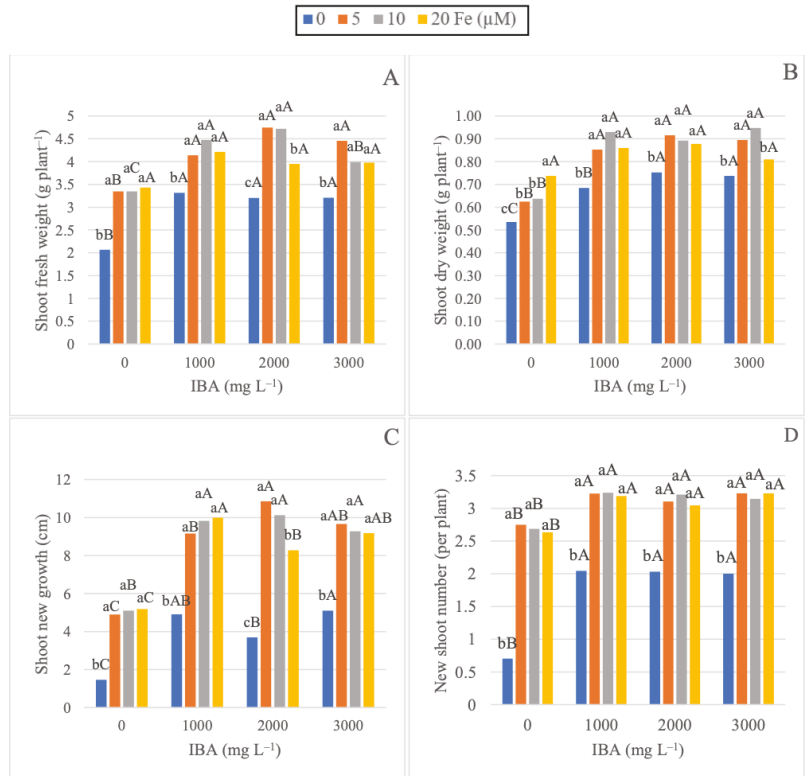 0 5 10 20 Fe (µM)
A
Shoot fresh weight (g plant⁻¹)
5
4.5
4
3.5
3
2.5
2
1.5
1
0.5
0
bB aB aC aA
bA aA aA aA
cA aA aA bA
bA aA aB aA
0 1000 2000 3000
IBA (mg L⁻¹)
B
Shoot dry weight (g plant⁻¹)
1.00
0.90
0.80
0.70
0.60
0.50
0.40
0.30
0.20
0.10
0.00
cC bB bB aA
bB aA aA aA
bA aA aA aA
bA aA aA bA
0 1000 2000 3000
IBA (mg L⁻¹)
C
Shoot new growth (cm)
12
10
8
6
4
2
0
bC aC aB aC
bAB aB aA aA
cB aA aA bB
bA aAB aA aAB
0 1000 2000 3000
IBA (mg L⁻¹)
D
New shoot number (per plant)
3.5
3
2.5
2
1.5
1
0.5
0
bB aB aB aB
bA aA aA aA
bA aA aA aA
bA aA aA aA
0 1000 2000 3000
IBA (mg L⁻¹)